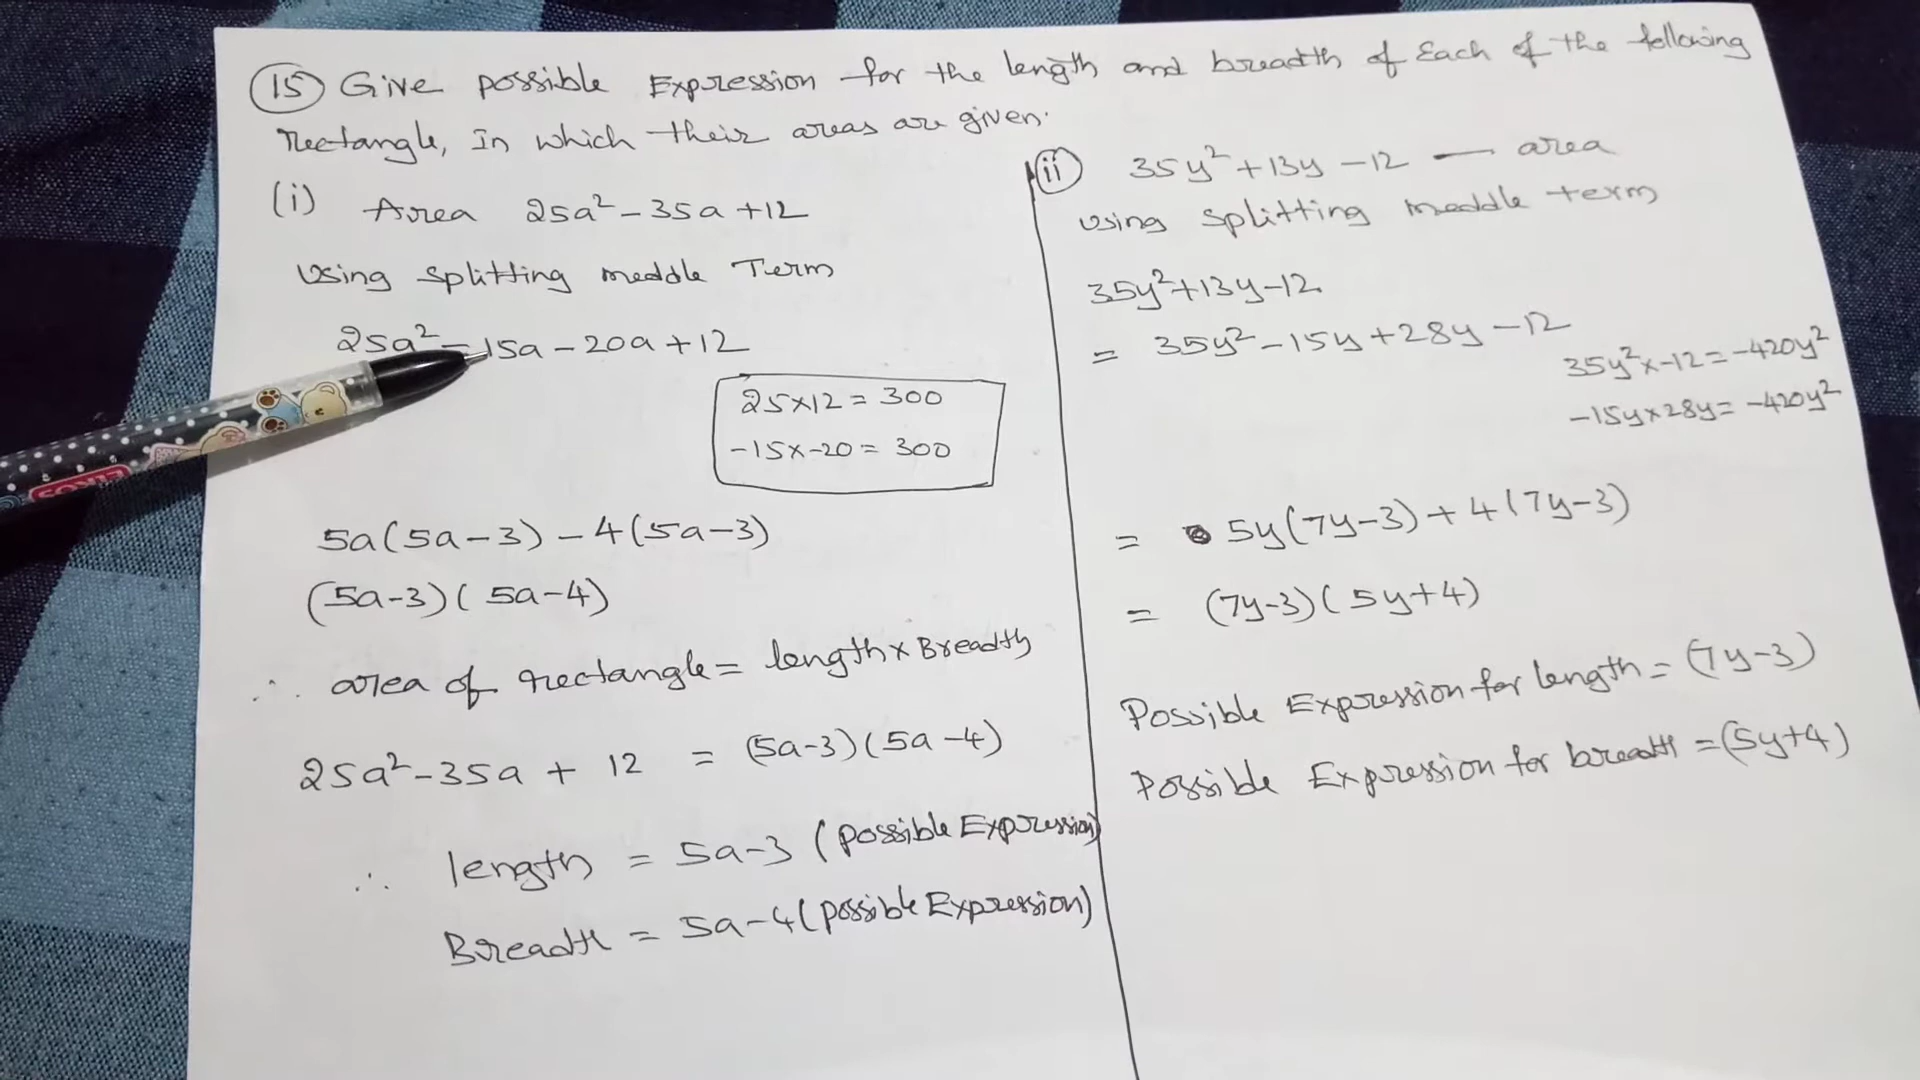 15 Give possible Expression for the length and breadth of Each of the following
Rectangle, In which their areas are given.
(i) Area 25a² - 35a + 12
Using splitting meddle Term
25a² - 15a - 20a + 12
25 × 12 = 300
-15 × -20 = 300
5a(5a-3) - 4(5a-3)
(5a-3)(5a-4)
∴ area of rectangle = length × Breadth
25a² - 35a + 12 = (5a-3)(5a-4)
∴ length = 5a-3 (possible Expression)
Breadth = 5a-4 (possible Expression)
ii 35y² + 13y - 12 — area
Using splitting meddle term
35y² + 13y - 12
= 35y² - 15y + 28y - 12
35y² × -12 = -420y²
-15y × 28y = -420y²
= 5y(7y-3) + 4(7y-3)
= (7y-3)(5y+4)
Possible Expression for length = (7y-3)
Possible Expression for breadth = (5y+4)